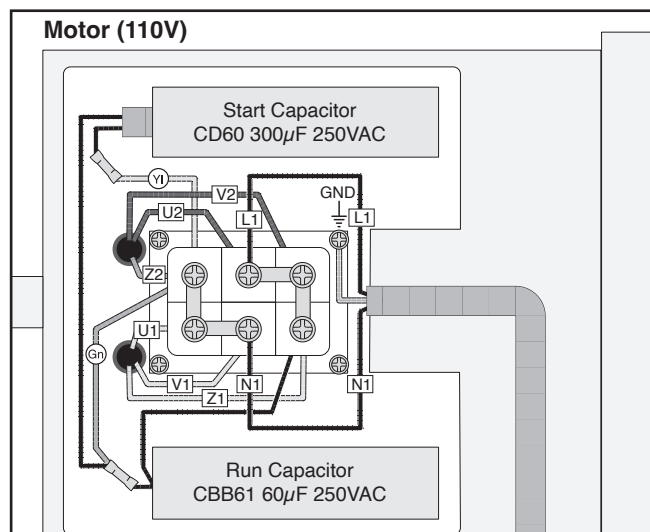 Motor (110V)
Start Capacitor
CD60 300µF 250VAC
Yl
V2
GND
U2
L1
L1
Z2
U1
Gn
V1
N1
N1
Z1
Run Capacitor
CBB61 60µF 250VAC